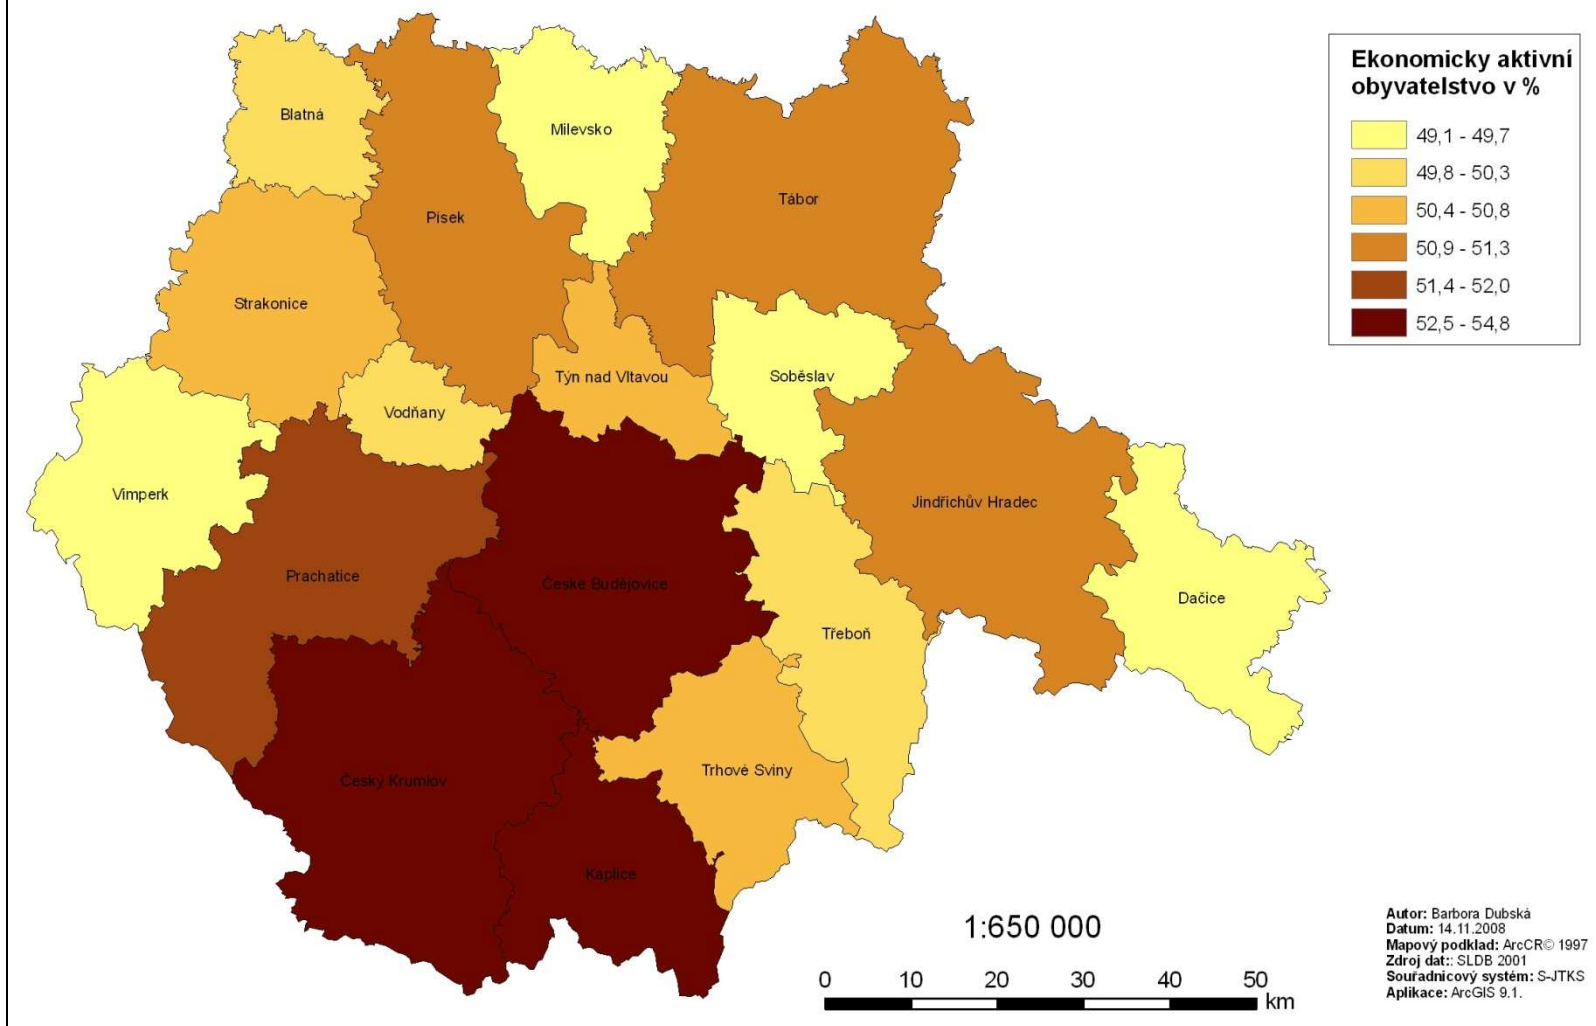 Ekonomicky aktivní
obyvatelstvo v %
49,1 - 49,7
49,8 - 50,3
50,4 - 50,8
50,9 - 51,3
51,4 - 52,0
52,5 - 54,8
Blatná
Milevsko
Písek
Tábor
Strakonice
Týn nad Vltavou
Soběslav
Vodňany
Vimperk
Jindřichův Hradec
Prachatice
České Budějovice
Dačice
Třeboň
Český Krumlov
Trhové Sviny
Kaplice
1:650 000
0 10 20 30 40 50
km
Autor: Barbora Dubská
Datum: 14.11.2008
Mapový podklad: ArcCR© 1997
Zdroj dat:: SLDB 2001
Souřadnicový systém: S-JTKS
Aplikace: ArcGIS 9.1.